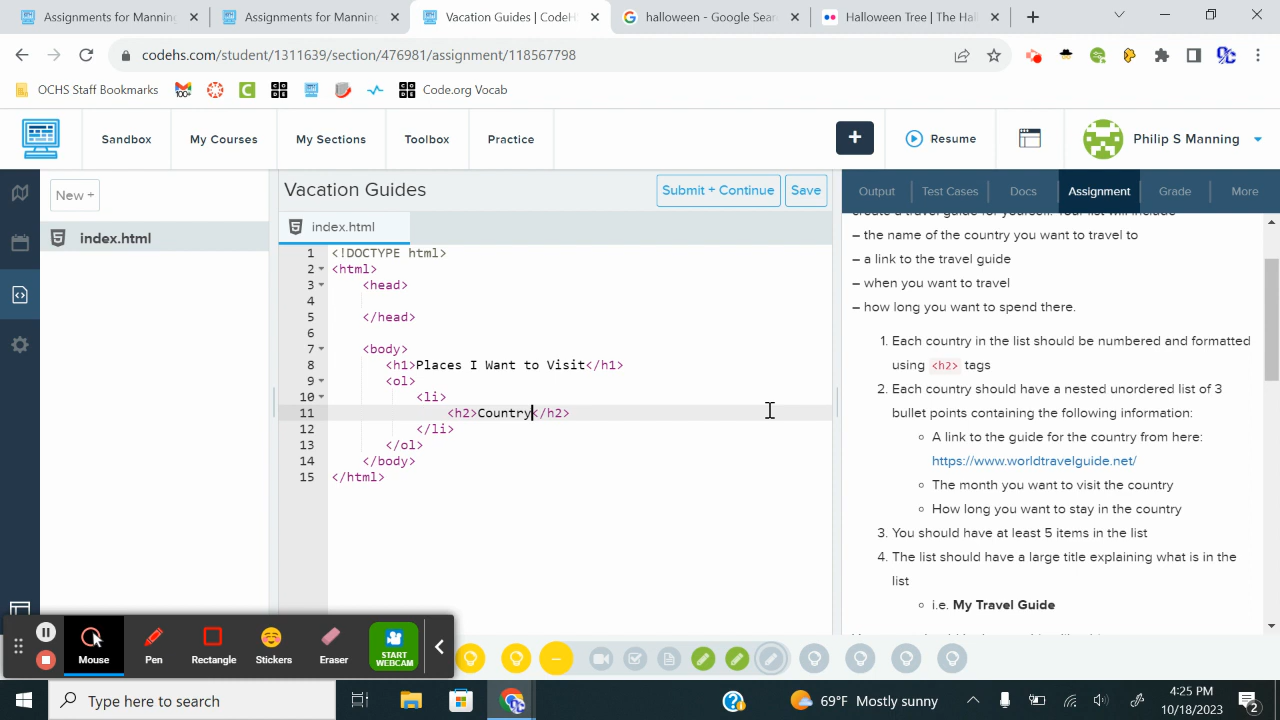 Assignments for Manning
Assignments for Manning
Vacation Guides | CodeH
halloween - Google Sear
Halloween Tree | The Ha
codehs.com/student/1311639/section/476981/assignment/118567798
OCHS Staff Bookmarks
Code.org Vocab
Sandbox
My Courses
My Sections
Toolbox
Practice
+
Resume
Philip S Manning
New +
Vacation Guides
Submit + Continue
Save
Output
Test Cases
Docs
Assignment
Grade
More
index.html
index.html
1 <!DOCTYPE html>
2 <html>
3 <head>
4
5 </head>
6
7 <body>
8 <h1>Places I Want to Visit</h1>
9 <ol>
10 <li>
11 <h2>Country</h2>
12 </li>
13 </ol>
14 </body>
15 </html>
– the name of the country you want to travel to
– a link to the travel guide
– when you want to travel
– how long you want to spend there.
1. Each country in the list should be numbered and formatted
using <h2> tags
2. Each country should have a nested unordered list of 3
bullet points containing the following information:
A link to the guide for the country from here:
https://www.worldtravelguide.net/
The month you want to visit the country
How long you want to stay in the country
3. You should have at least 5 items in the list
4. The list should have a large title explaining what is in the
list
i.e. My Travel Guide
Mouse
Pen
Rectangle
Stickers
Eraser
START
WEBCAM
Type here to search
69°F Mostly sunny
4:25 PM
10/18/2023
2